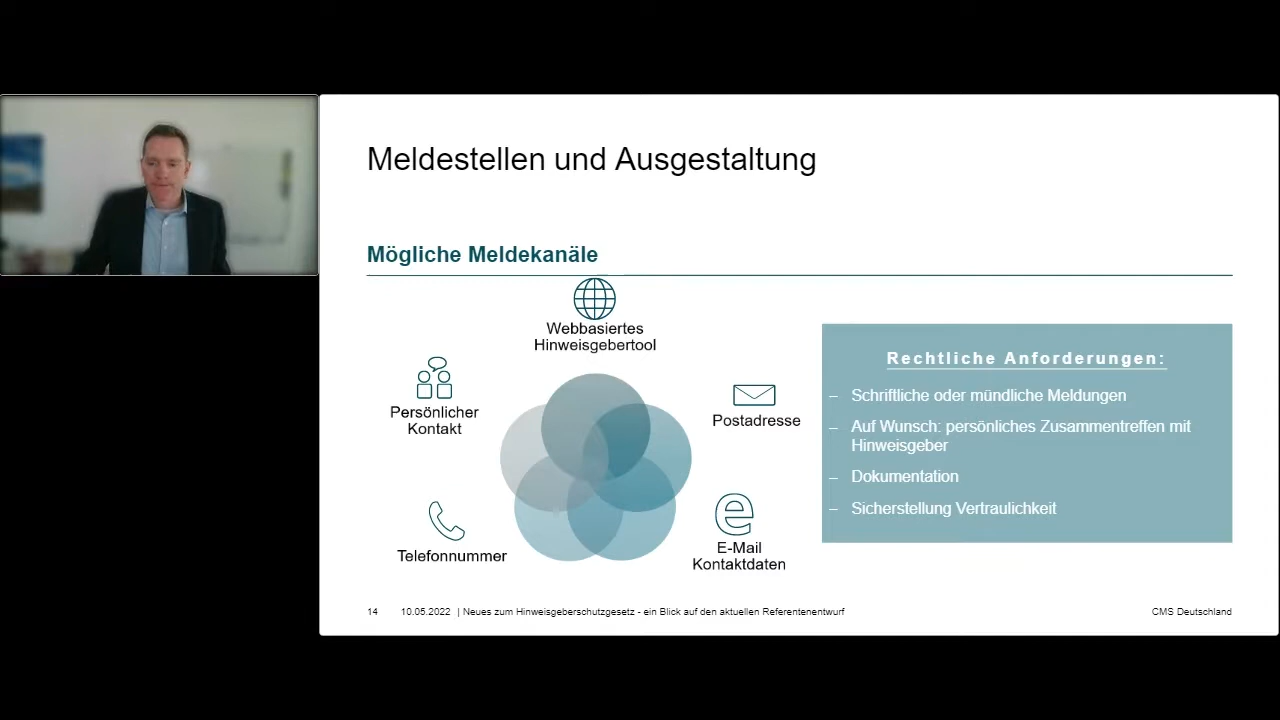 Meldestellen und Ausgestaltung
Mögliche Meldekanäle
Webbasiertes
Hinweisgebertool
Persönlicher
Kontakt
Postadresse
Telefonnummer
E-Mail
Kontaktdaten
Rechtliche Anforderungen:
– Schriftliche oder mündliche Meldungen
– Auf Wunsch: persönliches Zusammentreffen mit
Hinweisgeber
– Dokumentation
– Sicherstellung Vertraulichkeit
14 10.05.2022 | Neues zum Hinweisgeberschutzgesetz - ein Blick auf den aktuellen Referentenentwurf
CMS Deutschland